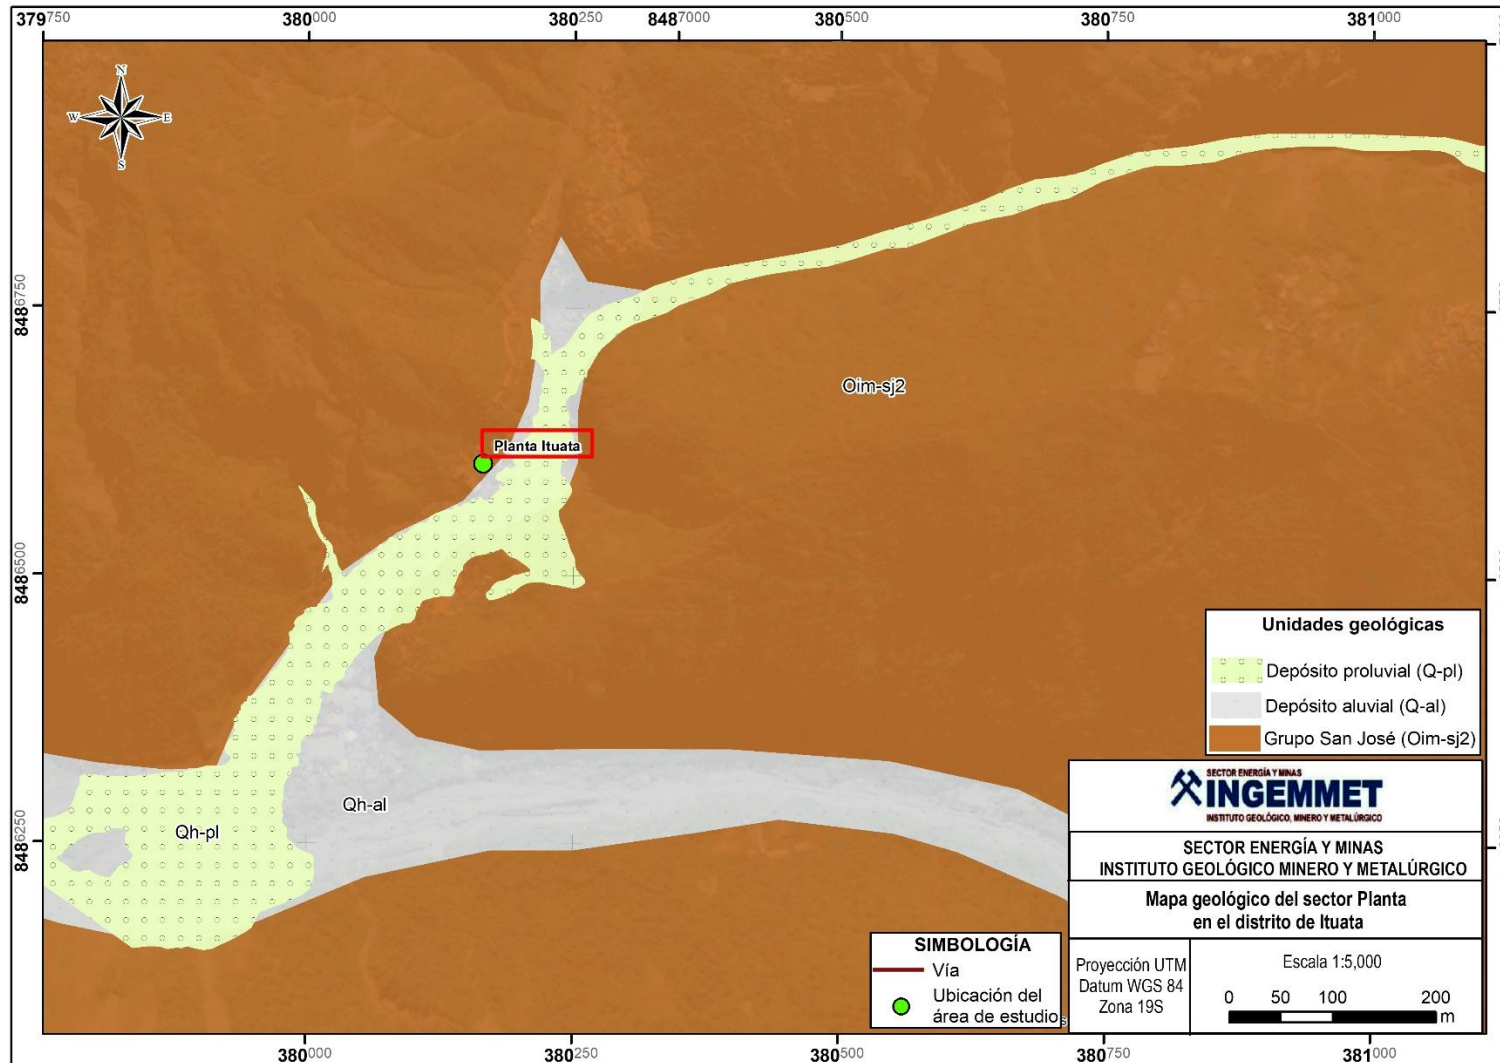 379750 380000 380250 8487000 380500 380750 381000
N
W E
S
8486750
Oim-sj2
Planta Ituata
8486500
Qh-al
Qh-pl
8486250
Unidades geológicas
Depósito proluvial (Q-pl)
Depósito aluvial (Q-al)
Grupo San José (Oim-sj2)
SECTOR ENERGÍA Y MINAS
INGEMMET
INSTITUTO GEOLÓGICO, MINERO Y METALÚRGICO
SECTOR ENERGÍA Y MINAS
INSTITUTO GEOLÓGICO MINERO Y METALÚRGICO
Mapa geológico del sector Planta
en el distrito de Ituata
Proyección UTM
Datum WGS 84
Zona 19S
Escala 1:5,000
0 50 100 200
m
SIMBOLOGÍA
Vía
Ubicación del
área de estudios
380000 380250 380500 380750 381000